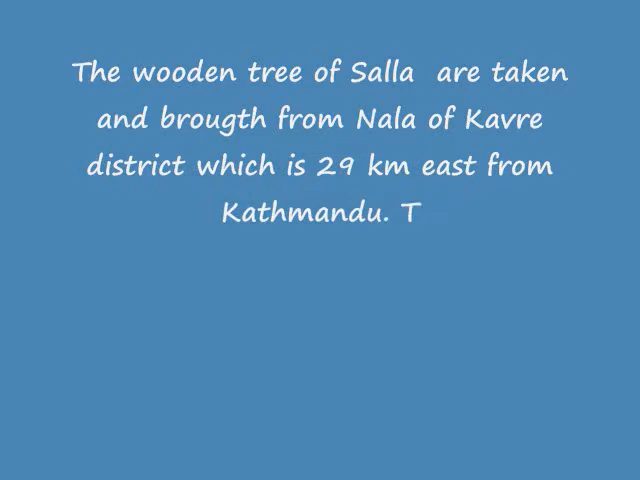 The wooden tree of Salla  are taken
and brougth from Nala of Kavre
district which is 29 km east from
Kathmandu. T